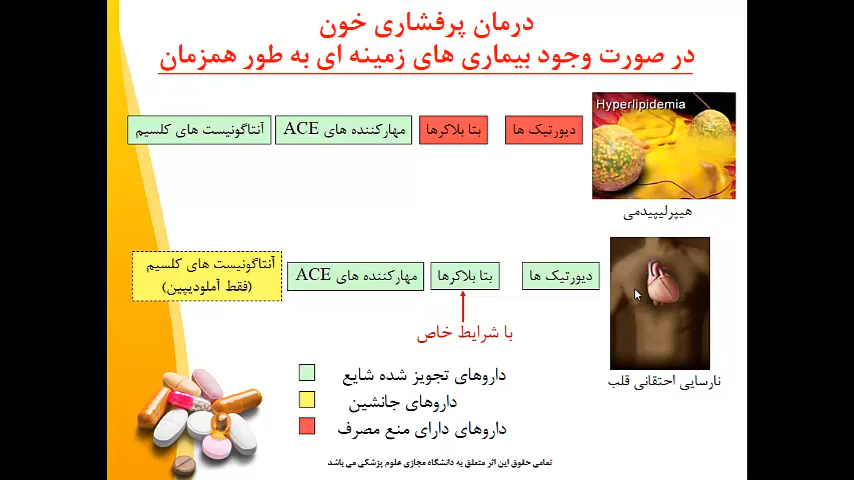 درمان پرفشاری خون
در صورت وجود بیماری های زمینه ای به طور همزمان
Hyperlipidemia
دیورتیک ها
بتا بلاکرها
مهارکننده های ACE
آنتاگونیست های کلسیم
هیپرلیپیدمی
دیورتیک ها
بتا بلاکرها
مهارکننده های ACE
آنتاگونیست های کلسیم
(فقط آملودیپین)
با شرایط خاص
نارسایی احتقانی قلب
داروهای تجویز شده شایع
داروهای جانشین
داروهای دارای منع مصرف
تمامی حقوق این اثر متعلق به دانشگاه مجازی علوم پزشکی می باشد